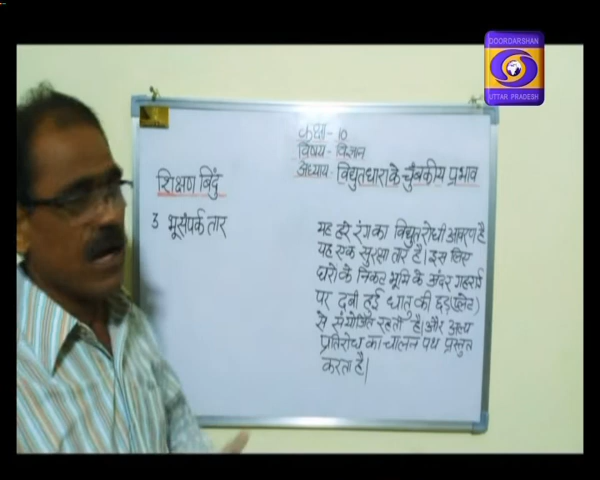 DOORDARSHAN
UTTAR PRADESH
कक्षा- 10
विषय- विज्ञान
अध्याय- विद्युतधारा के चुंबकीय प्रभाव
शिक्षण बिंदु
3 भूसंपर्क तार
यह हरे रंग का विद्युतरोधी आवरण है
यह एक सुरक्षा तार है। इस लिए
घरों के निकट भूमि के अंदर गहराई
पर दबी हुई धातु की छड़ (प्लेट)
से संयोजित रहती है। और अल्प
प्रतिरोध का चालन पथ प्रस्तुत
करता है।